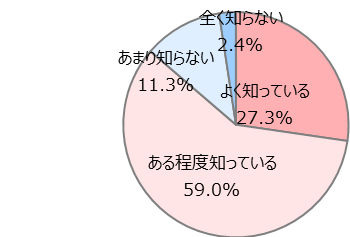 全く知らない
2.4%
あまり知らない
11.3%
よく知っている
27.3%
ある程度知っている
59.0%